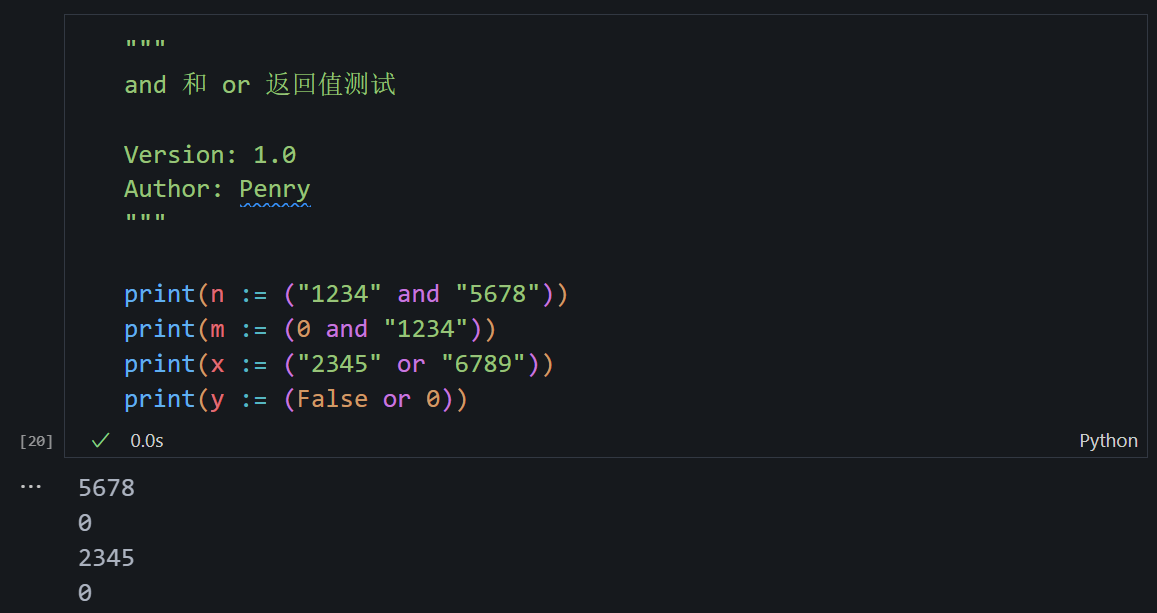 """
and 和 or 返回值测试
Version: 1.0
Author: Penry
"""
print(n := ("1234" and "5678"))
print(m := (0 and "1234"))
print(x := ("2345" or "6789"))
print(y := (False or 0))
[20] ✓ 0.0s Python
... 5678
0
2345
0